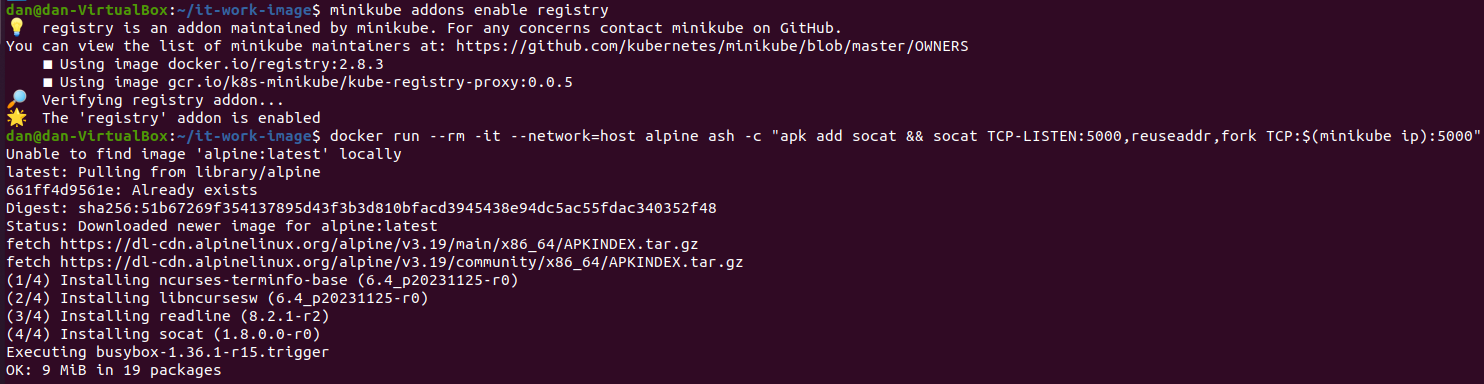 dan@dan-VirtualBox:~/it-work-image$ minikube addons enable registry
💡 registry is an addon maintained by minikube. For any concerns contact minikube on GitHub.
You can view the list of minikube maintainers at: https://github.com/kubernetes/minikube/blob/master/OWNERS
▪ Using image docker.io/registry:2.8.3
▪ Using image gcr.io/k8s-minikube/kube-registry-proxy:0.0.5
🔎 Verifying registry addon...
🌟 The 'registry' addon is enabled
dan@dan-VirtualBox:~/it-work-image$ docker run --rm -it --network=host alpine ash -c "apk add socat && socat TCP-LISTEN:5000,reuseaddr,fork TCP:$(minikube ip):5000"
Unable to find image 'alpine:latest' locally
latest: Pulling from library/alpine
661ff4d9561e: Already exists
Digest: sha256:51b67269f354137895d43f3b3d810bfacd3945438e94dc5ac55fdac340352f48
Status: Downloaded newer image for alpine:latest
fetch https://dl-cdn.alpinelinux.org/alpine/v3.19/main/x86_64/APKINDEX.tar.gz
fetch https://dl-cdn.alpinelinux.org/alpine/v3.19/community/x86_64/APKINDEX.tar.gz
(1/4) Installing ncurses-terminfo-base (6.4_p20231125-r0)
(2/4) Installing libncursesw (6.4_p20231125-r0)
(3/4) Installing readline (8.2.1-r2)
(4/4) Installing socat (1.8.0.0-r0)
Executing busybox-1.36.1-r15.trigger
OK: 9 MiB in 19 packages